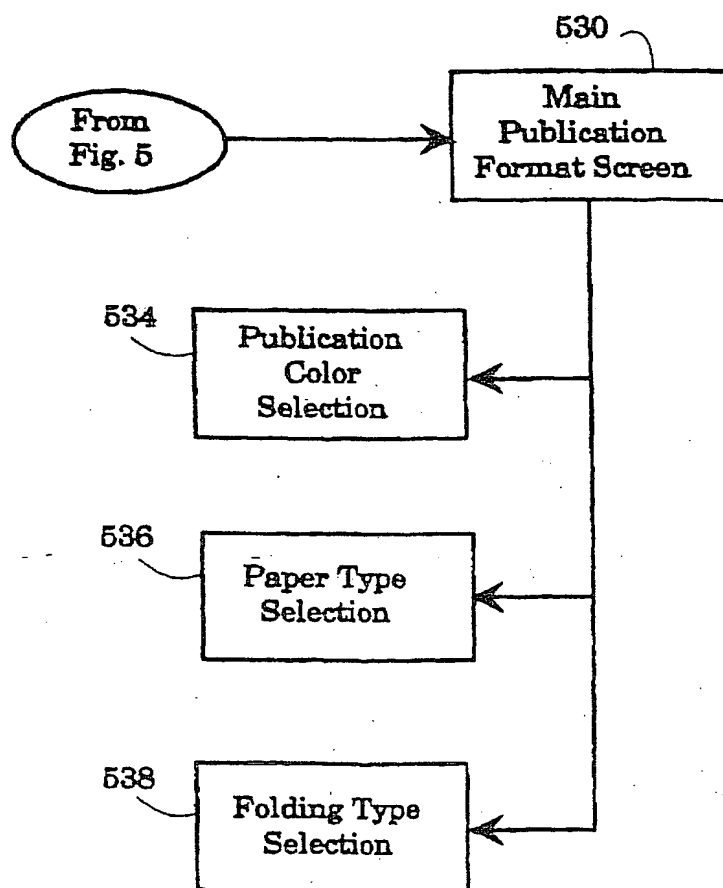 530
From
Fig. 5
Main
Publication
Format Screen
534
Publication
Color
Selection
536
Paper Type
Selection
538
Folding Type
Selection